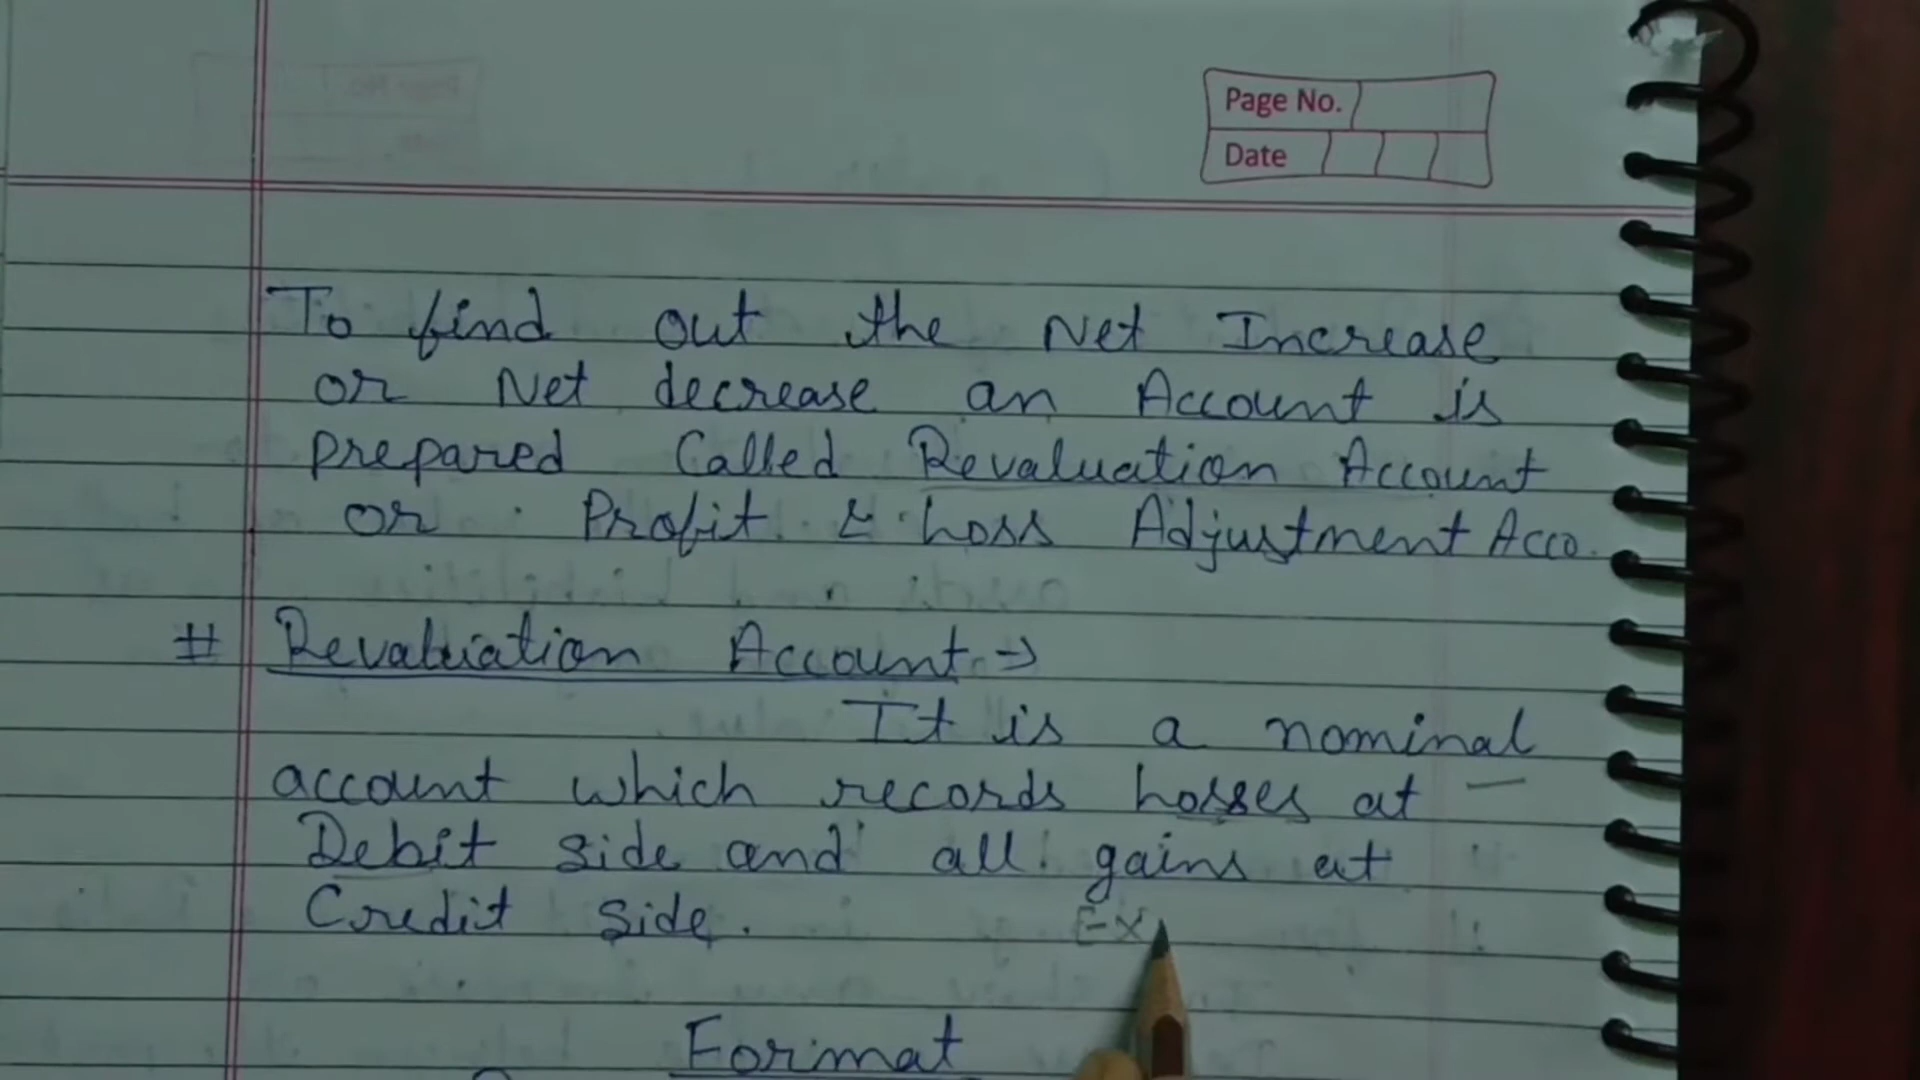 Page No.
Date
To find out the Net Increase
or Net decrease an Account is
prepared Called Revaluation Account
or Profit & Loss Adjustment Acco.
# Revaluation Account →
It is a nominal
account which records Losses at
Debit side and all gains at
Credit side.
Ex
Format